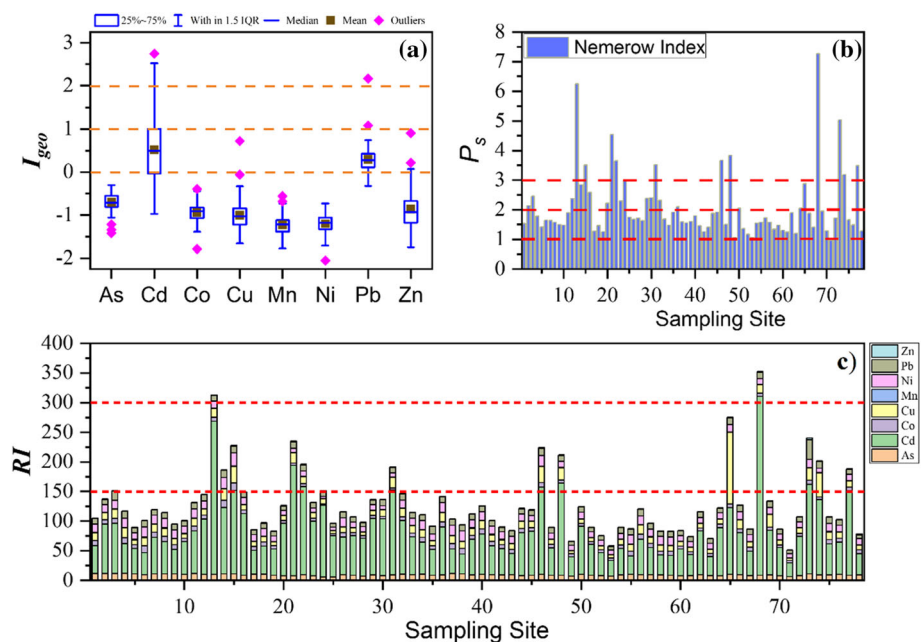 25%~75% With in 1.5 IQR Median Mean Outliers
(a)
Igeo
3
2
1
0
-1
-2
As Cd Co Cu Mn Ni Pb Zn
(b)
Nemerow Index
Ps
8
7
6
5
4
3
2
1
0
10 20 30 40 50 60 70
Sampling Site
c)
RI
400
350
300
250
200
150
100
50
0
10 20 30 40 50 60 70
Sampling Site
Zn
Pb
Ni
Mn
Cu
Co
Cd
As